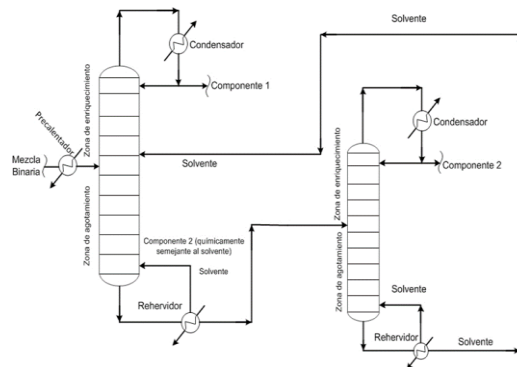 Solvente
Condensador
Componente 1
Zona de enriquecimiento
Precalentador
Mezcla
Binaria
Solvente
Zona de agotamiento
Componente 2 (químicamente
semejante al solvente)
Solvente
Rehervidor
Condensador
Componente 2
Zona de enriquecimiento
Zona de agotamiento
Solvente
Rehervidor
Solvente